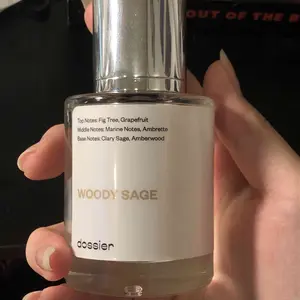 OUT OF THE B
Top Notes: Fig Tree, Grapefruit
Middle Notes: Marine Notes, Ambrette
Base Notes: Clary Sage, Amberwood
WOODY SAGE
dossier